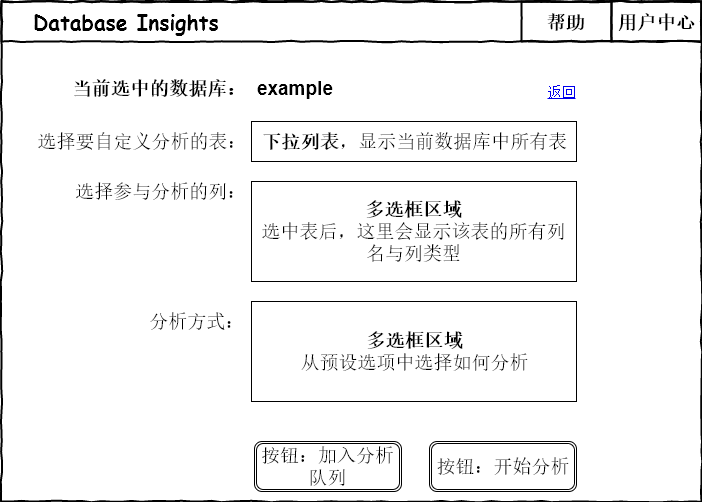 Database Insights
帮助
用户中心
当前选中的数据库：
example
返回
选择要自定义分析的表：
下拉列表，显示当前数据库中所有表
选择参与分析的列：
多选框区域
选中表后，这里会显示该表的所有列
名与列类型
分析方式：
多选框区域
从预设选项中选择如何分析
按钮：加入分析
队列
按钮：开始分析